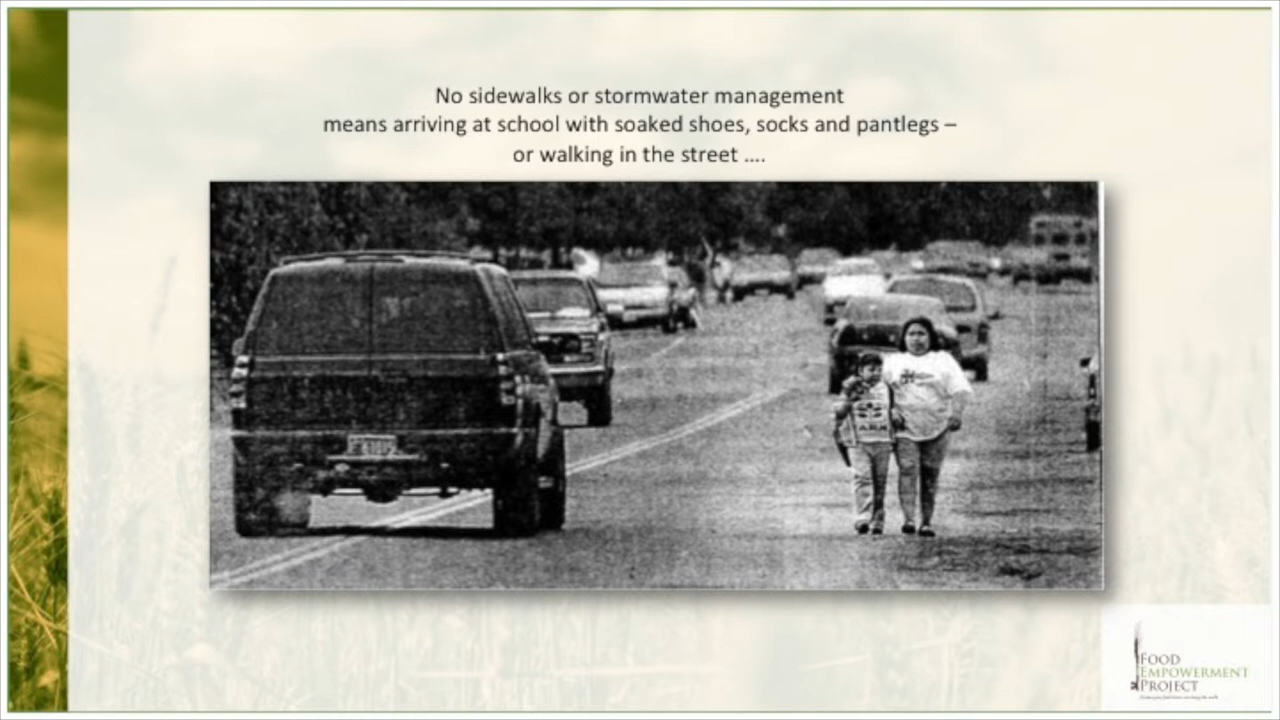 No sidewalks or stormwater management
means arriving at school with soaked shoes, socks and pantlegs –
or walking in the street ....
FOOD
EMPOWERMENT
PROJECT